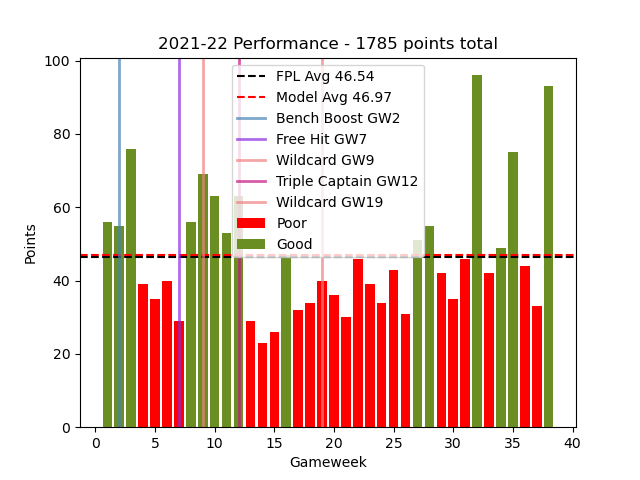 2021-22 Performance - 1785 points total
100
80
60
40
20
0
Points
FPL Avg 46.54
Model Avg 46.97
Bench Boost GW2
Free Hit GW7
Wildcard GW9
Triple Captain GW12
Wildcard GW19
Poor
Good
0 5 10 15 20 25 30 35 40
Gameweek